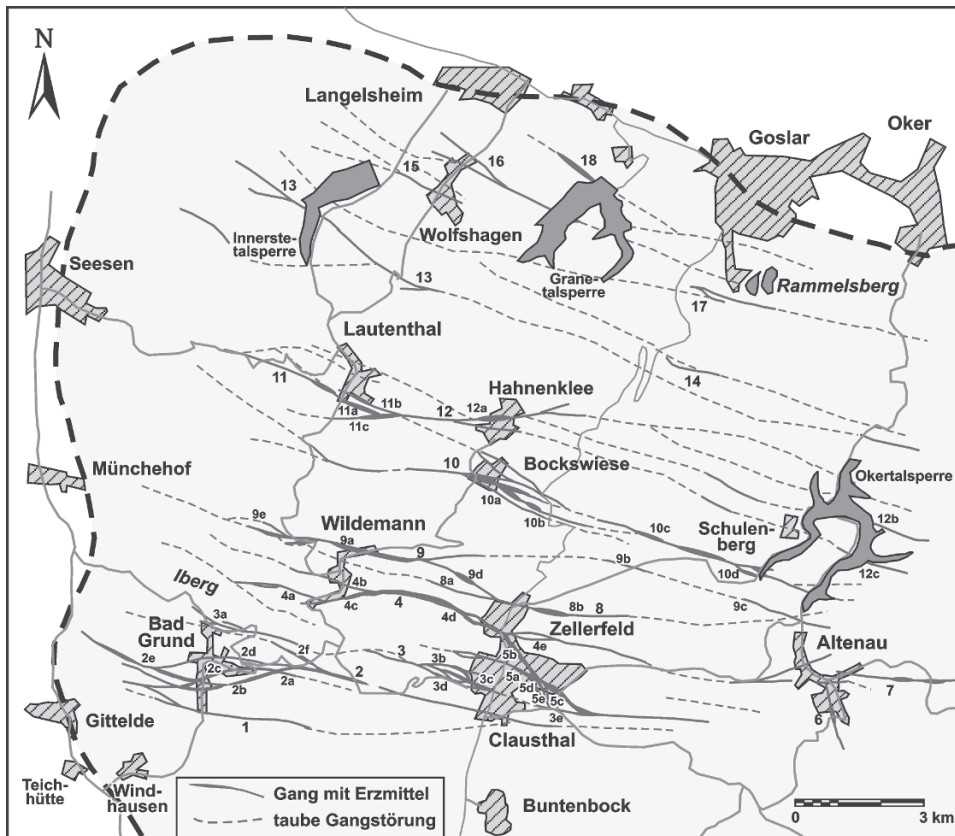 N
Langelsheim
Goslar
Oker
13
15
16
18
Innerste-
talsperre
Wolfshagen
Grane-
talsperre
Rammelsberg
Seesen
13
17
Lautenthal
11
14
Hahnenklee
11a
11b
11c
12
12a
Münchehof
10
Bockswiese
Okertalsperre
10a
10b
10c
Schulen-
berg
12b
9e
Wildemann
9a
9
9b
10d
12c
Iberg
4a
4b
4c
4
8a
9d
8b
8
9c
3a
4d
Zellerfeld
4e
Bad
Grund
2e
2d
2f
2c
2b
2a
2
3
3b
3c
3d
5b
5a
5d
5e
5c
3e
Altenau
7
6
Gittelde
1
Clausthal
Teich-
hütte
Wind-
hausen
Gang mit Erzmittel
taube Gangstörung
Buntenbock
0
3 km